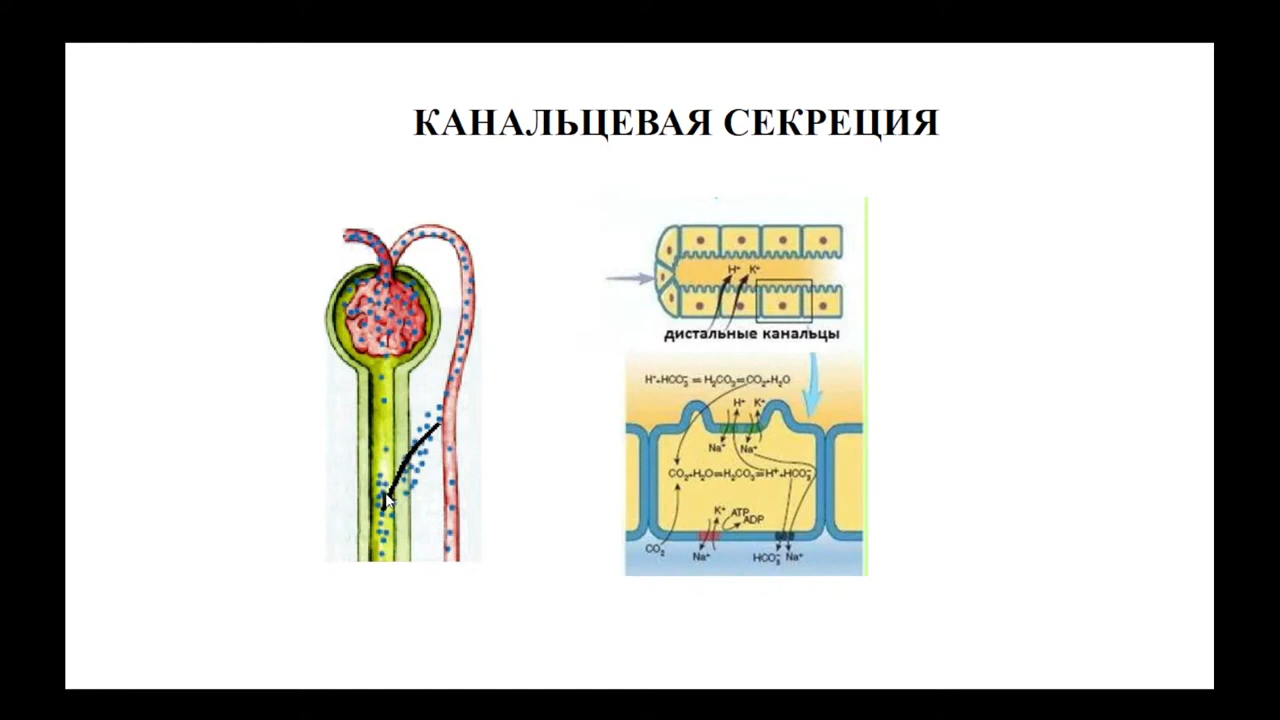 КАНАЛЬЦЕВАЯ СЕКРЕЦИЯ
H⁺ K⁺
дистальные канальцы
H⁺+HCO₃⁻ = H₂CO₃=CO₂+H₂O
H⁺ K⁺
Na⁺ Na⁺
CO₂+H₂O=H₂CO₃=H⁺+HCO₃⁻
K⁺ ATP
ADP
CO₂ Na⁺ HCO₃⁻ Na⁺